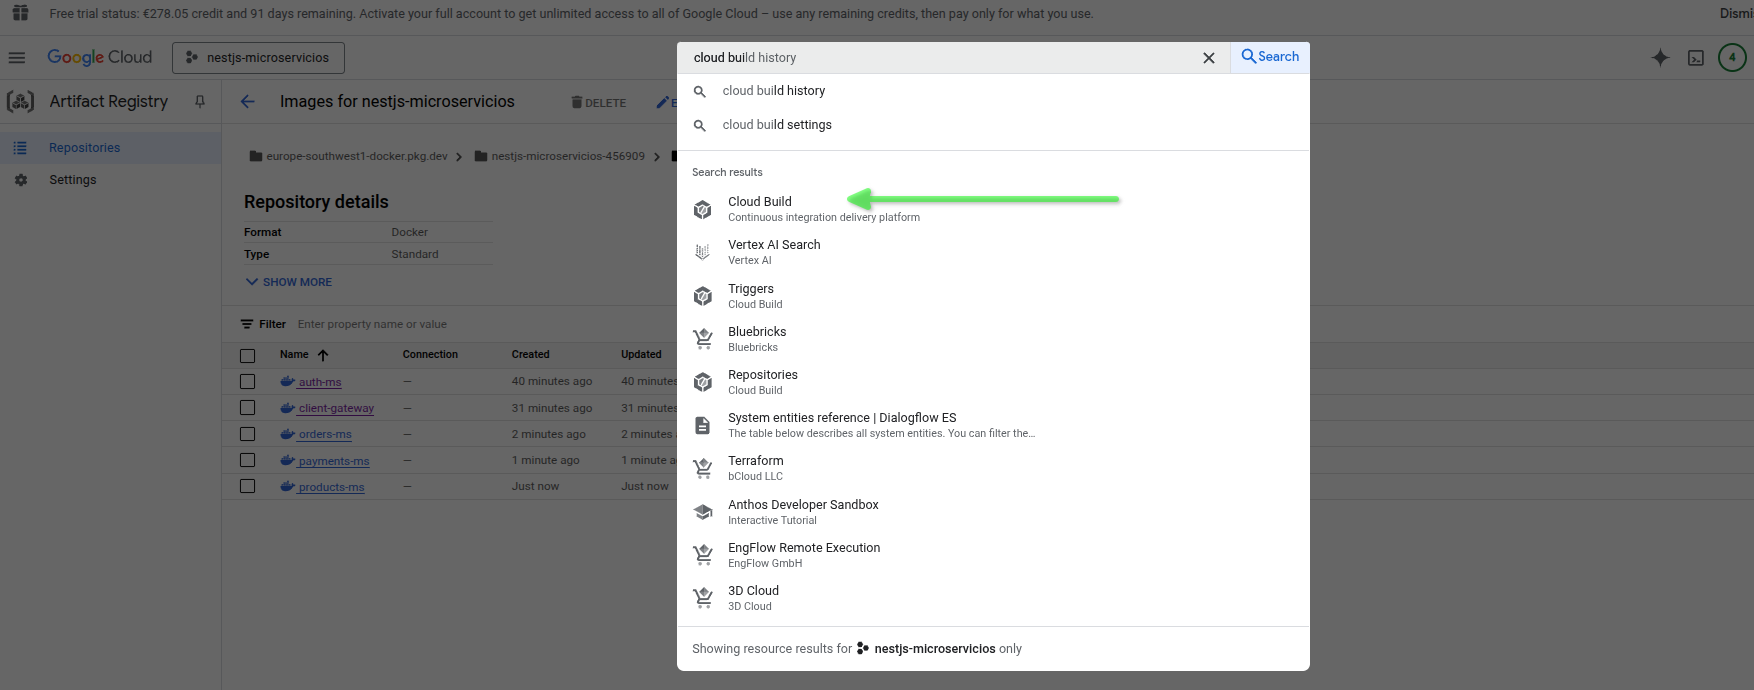 Free trial status: €278.05 credit and 91 days remaining. Activate your full account to get unlimited access to all of Google Cloud – use any remaining credits, then pay only for what you use.
Dismi
Google Cloud
nestjs-microservicios
cloud build history
Search
4
Artifact Registry
Images for nestjs-microservicios
DELETE
E
Repositories
Settings
europe-southwest1-docker.pkg.dev
nestjs-microservicios-456909
Repository details
Format Docker
Type Standard
SHOW MORE
Filter Enter property name or value
Name Connection Created Updated
auth-ms — 40 minutes ago 40 minutes
client-gateway — 31 minutes ago 31 minutes
orders-ms — 2 minutes ago 2 minutes
payments-ms — 1 minute ago 1 minute a
products-ms — Just now Just now
cloud build history
cloud build settings
Search results
Cloud Build
Continuous integration delivery platform
Vertex AI Search
Vertex AI
Triggers
Cloud Build
Bluebricks
Bluebricks
Repositories
Cloud Build
System entities reference | Dialogflow ES
The table below describes all system entities. You can filter the...
Terraform
bCloud LLC
Anthos Developer Sandbox
Interactive Tutorial
EngFlow Remote Execution
EngFlow GmbH
3D Cloud
3D Cloud
Showing resource results for nestjs-microservicios only